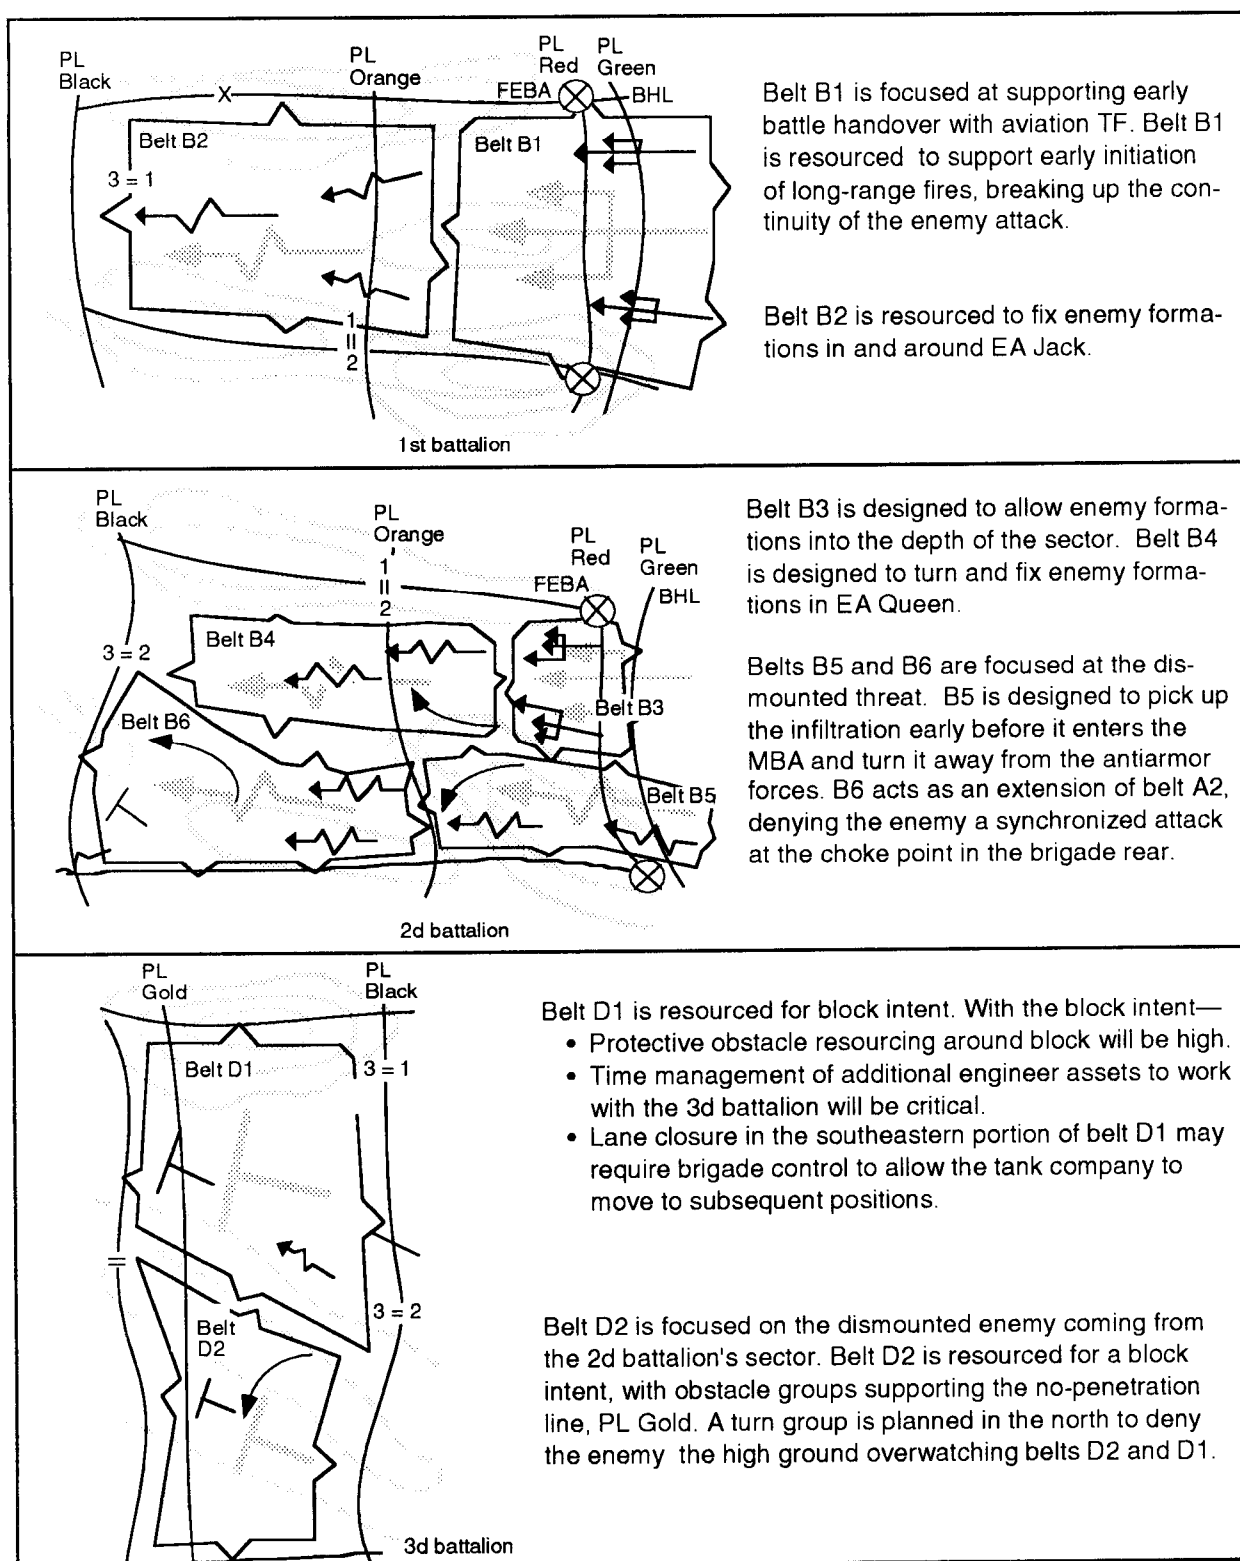 PL
Black
PL
Orange
PL
Red
PL
Green
FEBA
BHL
X
Belt B2
Belt B1
3 = 1
1
=
2
1st battalion
Belt B1 is focused at supporting early
battle handover with aviation TF. Belt B1
is resourced to support early initiation
of long-range fires, breaking up the con-
tinuity of the enemy attack.
Belt B2 is resourced to fix enemy forma-
tions in and around EA Jack.
PL
Black
PL
Orange
1
=
2
PL
Red
PL
Green
FEBA
BHL
3 = 2
Belt B4
Belt B3
Belt B6
Belt B5
2d battalion
Belt B3 is designed to allow enemy forma-
tions into the depth of the sector. Belt B4
is designed to turn and fix enemy forma-
tions in EA Queen.
Belts B5 and B6 are focused at the dis-
mounted threat. B5 is designed to pick up
the infiltration early before it enters the
MBA and turn it away from the antiarmor
forces. B6 acts as an extension of belt A2,
denying the enemy a synchronized attack
at the choke point in the brigade rear.
PL
Gold
PL
Black
Belt D1
3 = 1
=
3 = 2
Belt
D2
3d battalion
Belt D1 is resourced for block intent. With the block intent—
• Protective obstacle resourcing around block will be high.
• Time management of additional engineer assets to work
with the 3d battalion will be critical.
• Lane closure in the southeastern portion of belt D1 may
require brigade control to allow the tank company to
move to subsequent positions.
Belt D2 is focused on the dismounted enemy coming from
the 2d battalion's sector. Belt D2 is resourced for a block
intent, with obstacle groups supporting the no-penetration
line, PL Gold. A turn group is planned in the north to deny
the enemy the high ground overwatching belts D2 and D1.